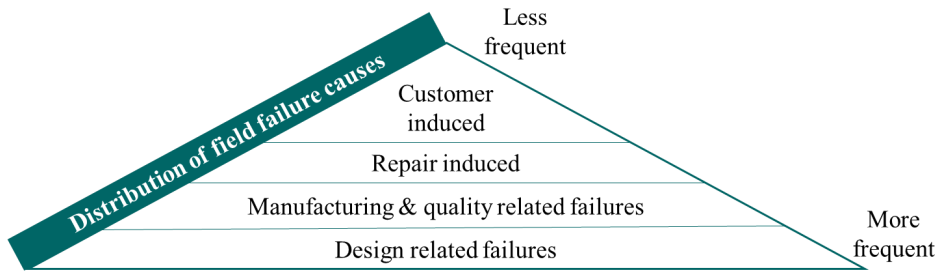 Distribution of field failure causes
Less
frequent
Customer
induced
Repair induced
Manufacturing & quality related failures
Design related failures
More
frequent